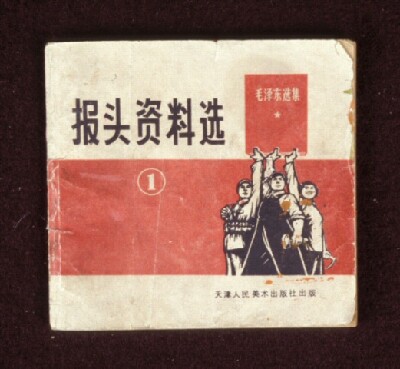 毛泽东选集
报头资料选
1
天津人民美术出版社出版